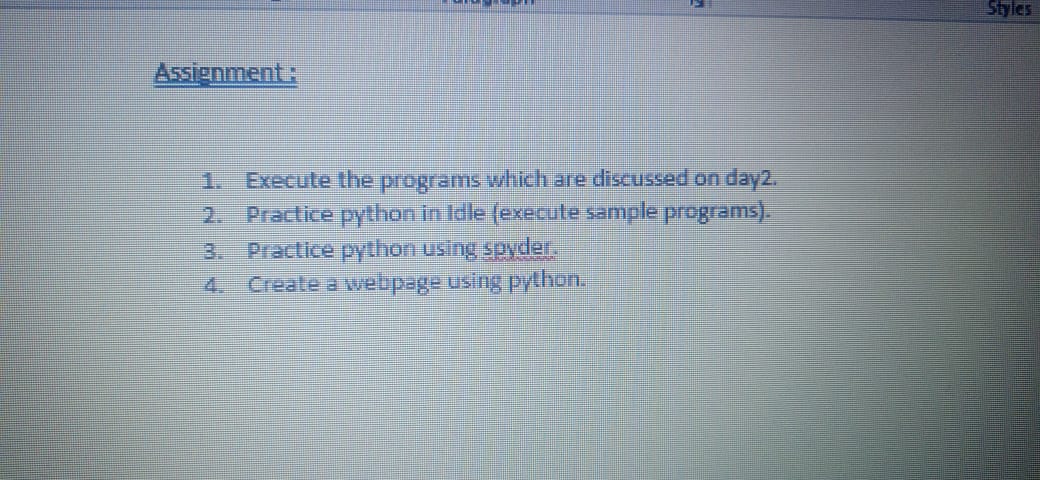 Styles
Assignment :
1. Execute the programs which are discussed on day2.
2. Practice python in Idle (execute sample programs).
3. Practice python using spyder.
4. Create a webpage using python.